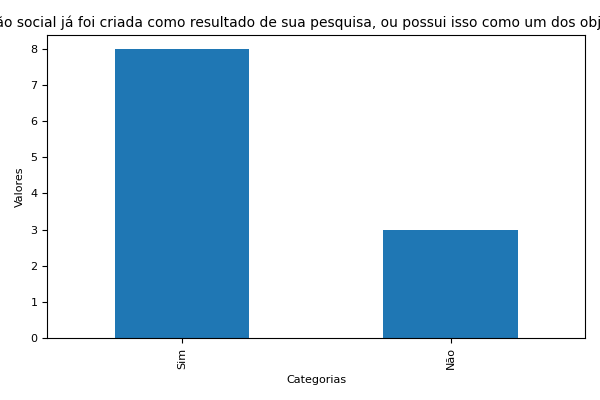 ão social já foi criada como resultado de sua pesquisa, ou possui isso como um dos obj
8
7
6
5
4
3
2
1
0
Valores
Sim
Não
Categorias